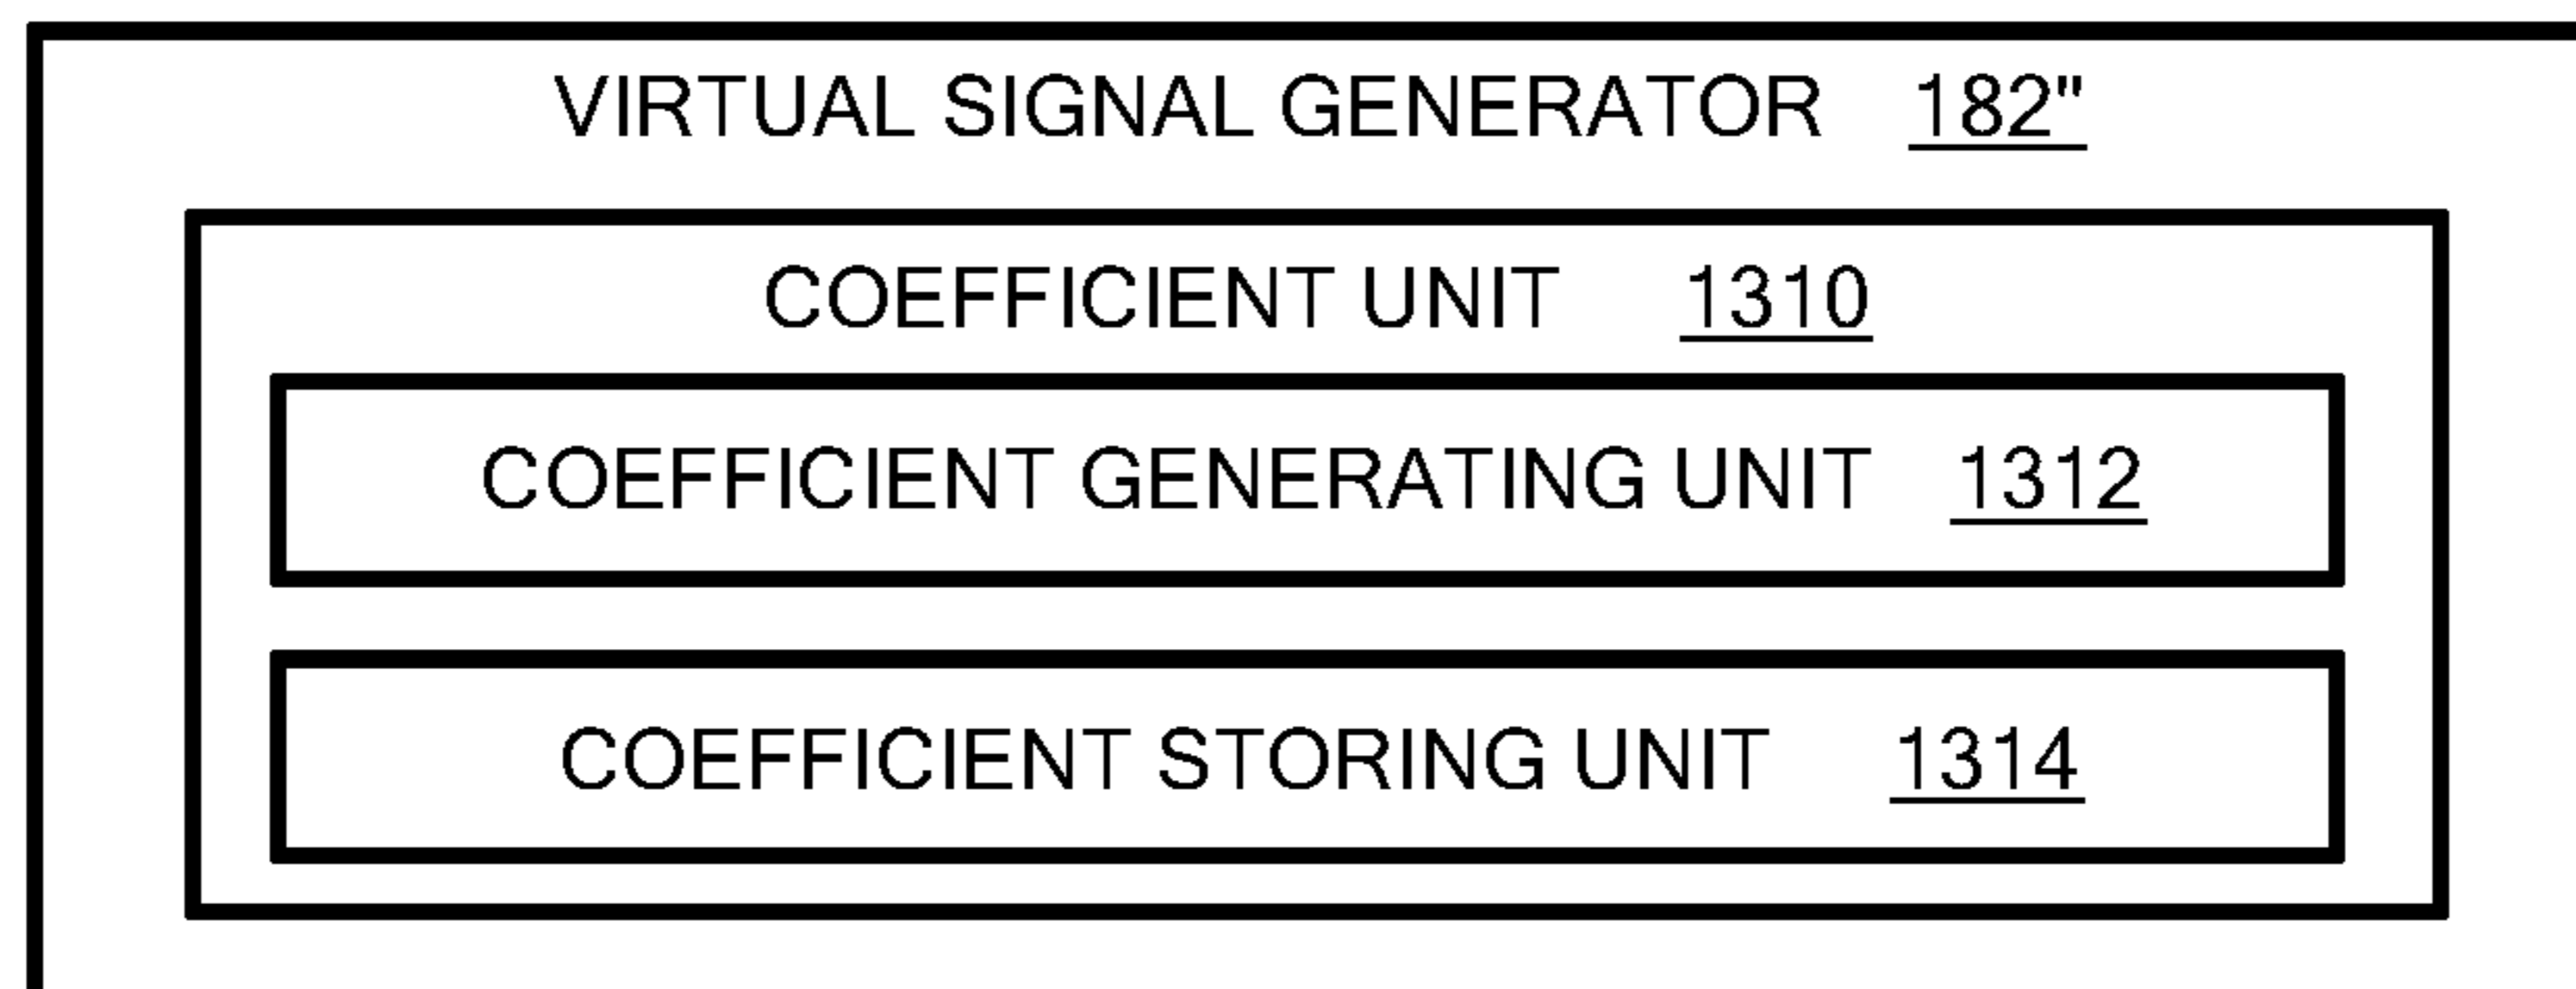 VIRTUAL SIGNAL GENERATOR 182"
COEFFICIENT UNIT 1310
COEFFICIENT GENERATING UNIT 1312
COEFFICIENT STORING UNIT 1314